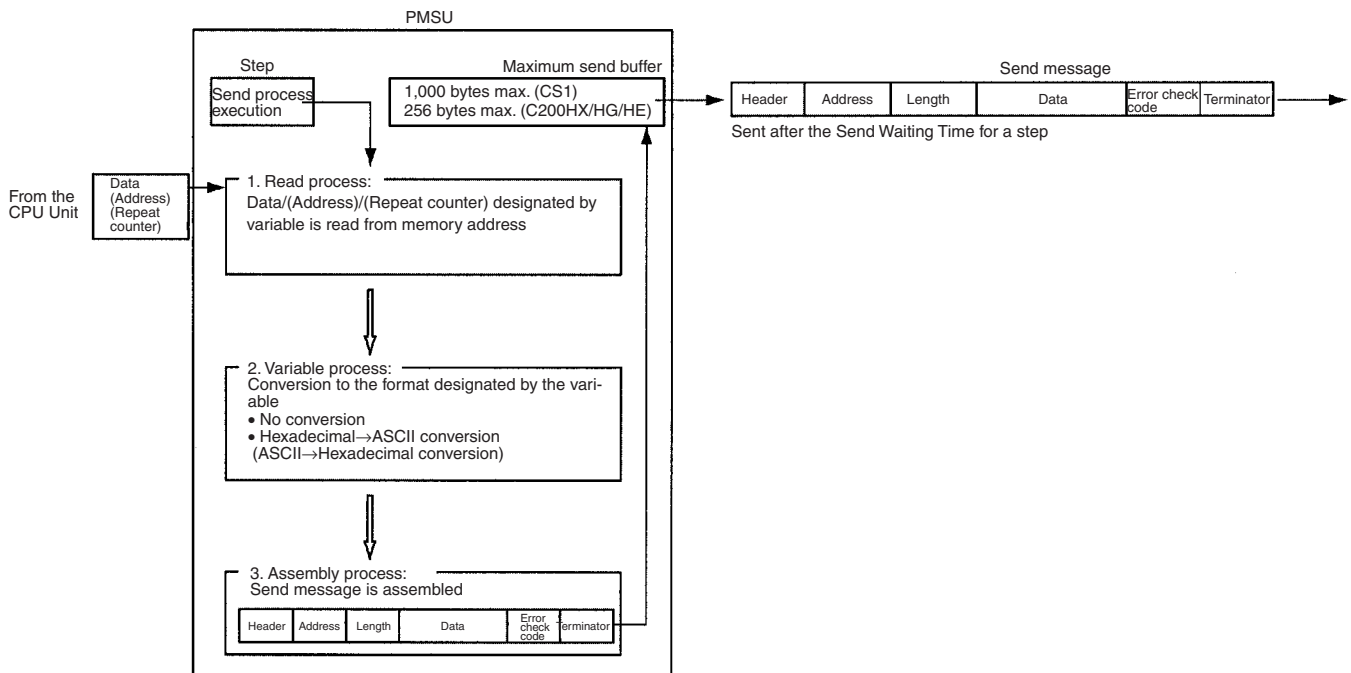 PMSU
Step
Send process
execution
Maximum send buffer
1,000 bytes max. (CS1)
256 bytes max. (C200HX/HG/HE)
Send message
Header
Address
Length
Data
Error check
code
Terminator
Sent after the Send Waiting Time for a step
From the
CPU Unit
Data
(Address)
(Repeat
counter)
1. Read process:
Data/(Address)/(Repeat counter) designated by
variable is read from memory address
2. Variable process:
Conversion to the format designated by the vari-
able
• No conversion
• Hexadecimal→ASCII conversion
(ASCII→Hexadecimal conversion)
3. Assembly process:
Send message is assembled
Header
Address
Length
Data
Error
check
code
Terminator